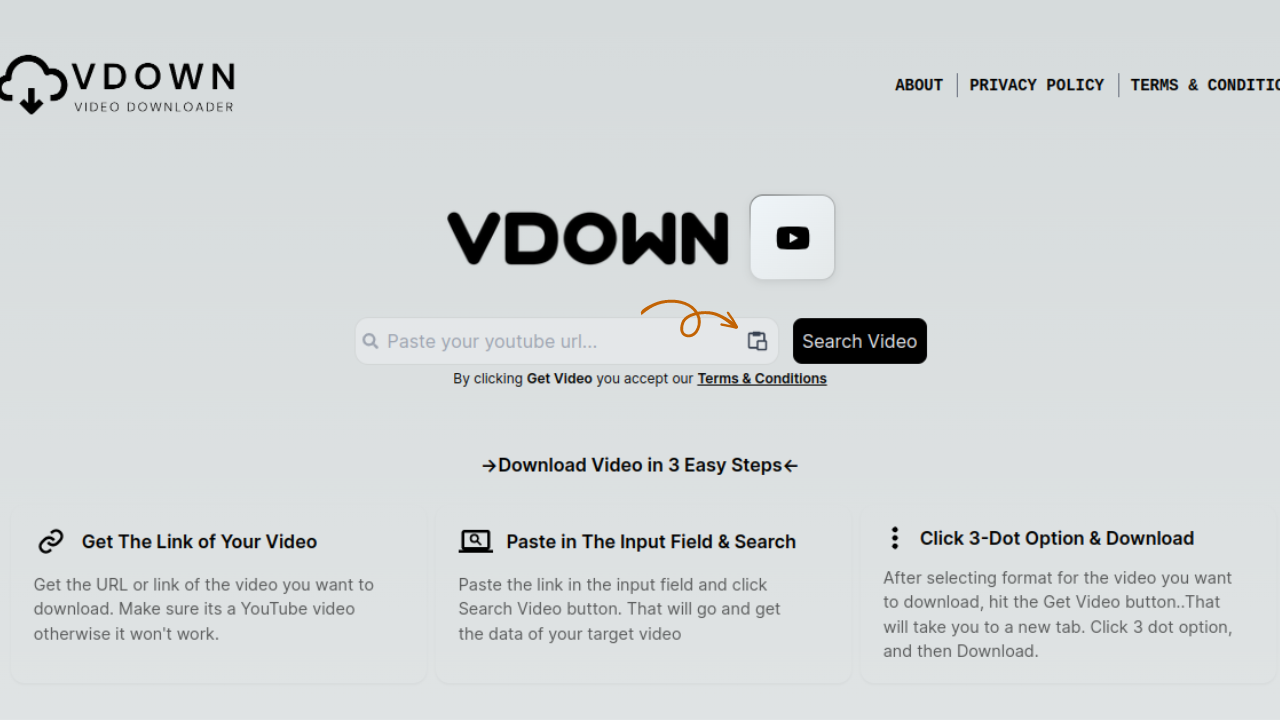 VDOWN
VIDEO DOWNLOADER
ABOUT
PRIVACY POLICY
TERMS & CONDITIO
VDOWN
Paste your youtube url...
Search Video
By clicking Get Video you accept our Terms & Conditions
→Download Video in 3 Easy Steps←
Get The Link of Your Video
Get the URL or link of the video you want to
download. Make sure its a YouTube video
otherwise it won't work.
Paste in The Input Field & Search
Paste the link in the input field and click
Search Video button. That will go and get
the data of your target video
Click 3-Dot Option & Download
After selecting format for the video you want
to download, hit the Get Video button..That
will take you to a new tab. Click 3 dot option,
and then Download.